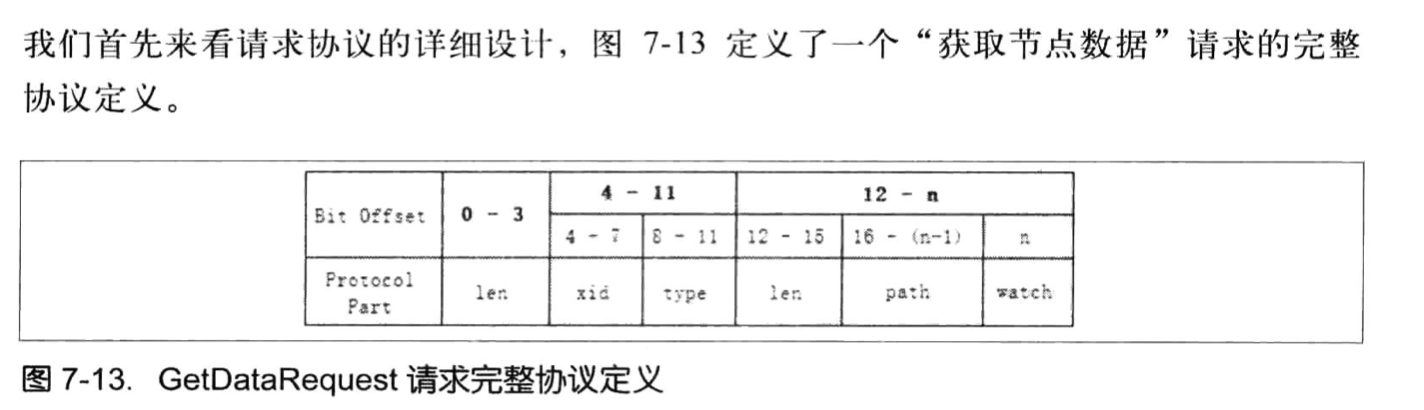 我们首先来看请求协议的详细设计，图 7-13 定义了一个“获取节点数据”请求的完整
协议定义。
Bit Offset 0 - 3 4 - 11 12 - n
4 - 7 8 - 11 12 - 15 16 - (n-1) n
Protocol Part len xid type len path watch
图 7-13. GetDataRequest 请求完整协议定义